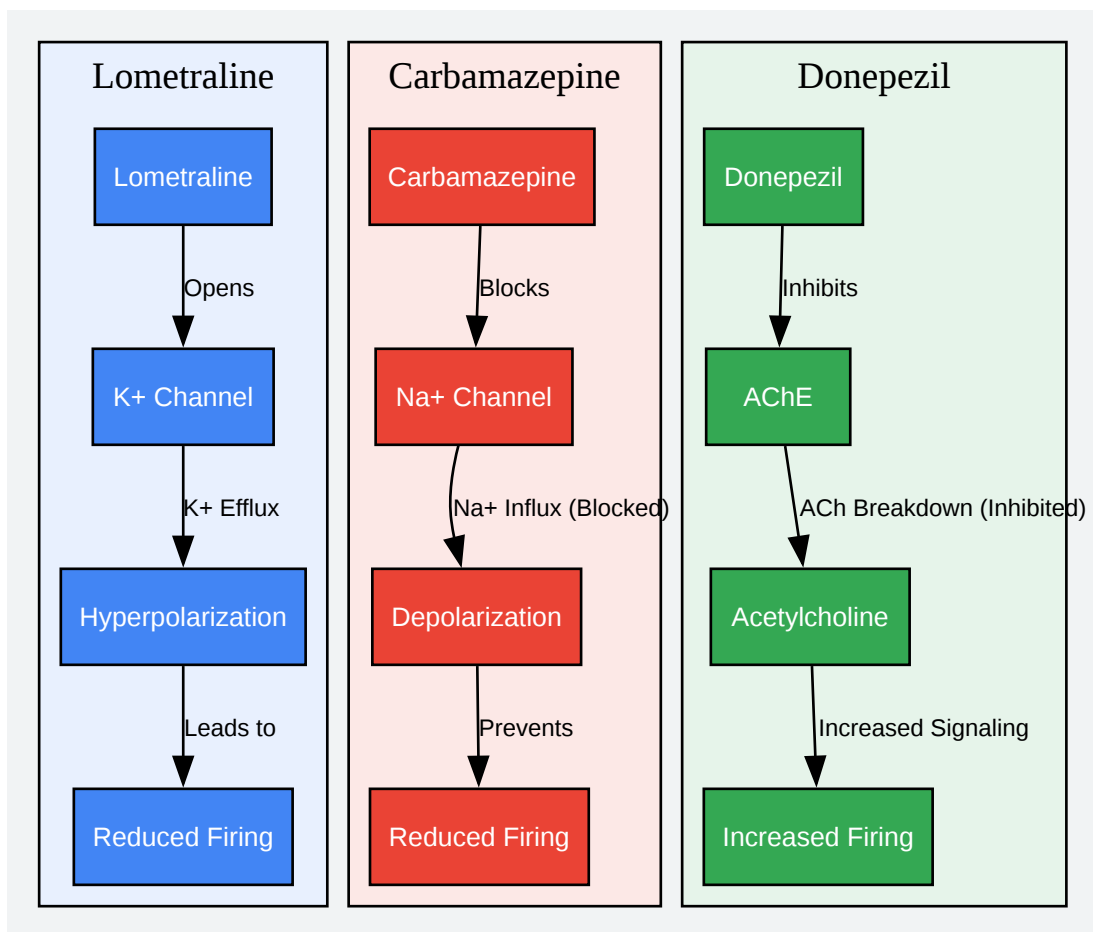 Lometraline
Lometraline
Opens
K+ Channel
K+ Efflux
Hyperpolarization
Leads to
Reduced Firing
Carbamazepine
Carbamazepine
Blocks
Na+ Channel
Na+ Influx (Blocked)
Depolarization
Prevents
Reduced Firing
Donepezil
Donepezil
Inhibits
AChE
ACh Breakdown (Inhibited)
Acetylcholine
Increased Signaling
Increased Firing